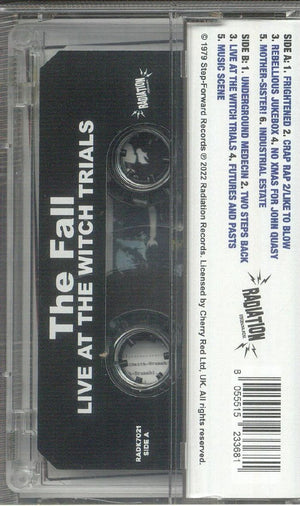 SIDE A: 1. FRIGHTENED 2. CRAP RAP 2/LIKE TO BLOW
3. REBELLIOUS JUKEBOX 4. NO XMAS FOR JOHN QUASY
5. MOTHER-SISTER! 6. INDUSTRIAL ESTATE
SIDE B: 1. UNDERGROUND MEDECIN 2. TWO STEPS BACK
3. LIVE AT THE WITCH TRIALS 4. FUTURES AND PASTS
5. MUSIC SCENE
© 1979 Step-Forward Records ℗ 2022 Radiation Records. Licensed by Cherry Red Ltd, UK. All rights reserved.
RADIATION
REISSUES
8 055515 233681
RADIATION
The Fall
LIVE AT THE WITCH TRIALS
RADK7021
SIDE A